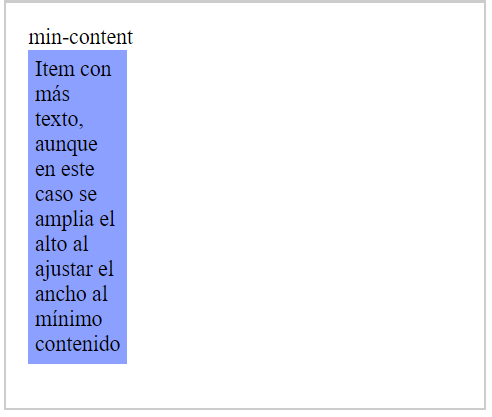 min-content
Item con
más
texto,
aunque
en este
caso se
amplia el
alto al
ajustar el
ancho al
mínimo
contenido